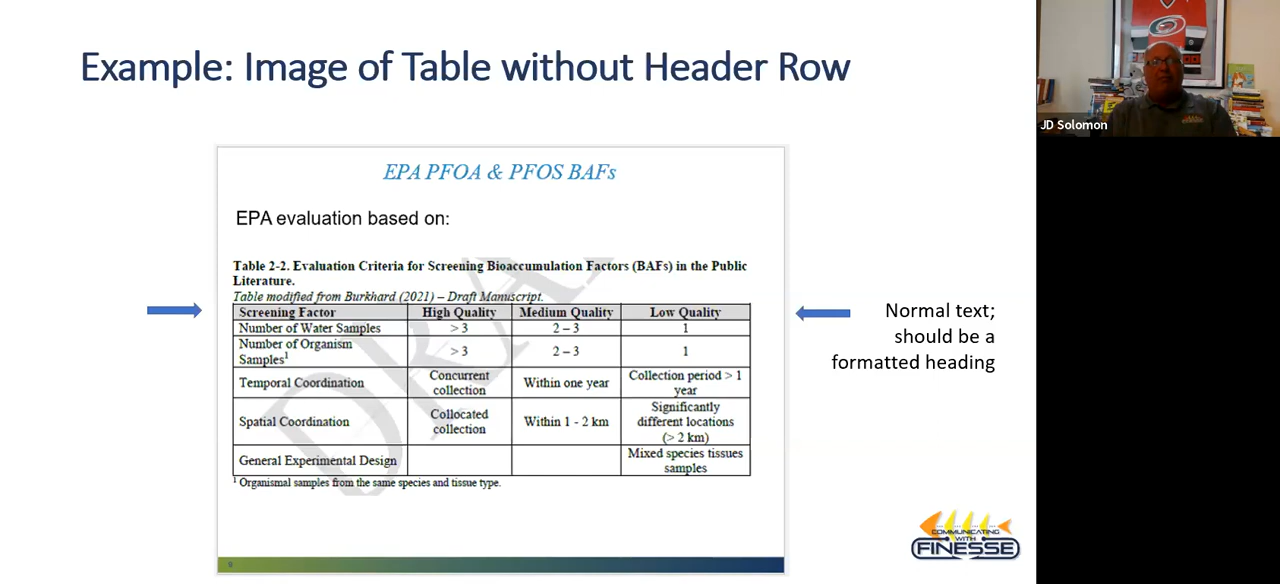 Example: Image of Table without Header Row
JD Solomon
EPA PFOA & PFOS BAFs
EPA evaluation based on:
Table 2-2. Evaluation Criteria for Screening Bioaccumulation Factors (BAFs) in the Public
Literature.
Table modified from Burkhard (2021) – Draft Manuscript.
Screening Factor High Quality Medium Quality Low Quality
Number of Water Samples > 3 2 – 3 1
Number of Organism
Samples¹ > 3 2 – 3 1
Temporal Coordination Concurrent
collection Within one year Collection period > 1
year
Spatial Coordination Collocated
collection Within 1 - 2 km Significantly
different locations
(> 2 km)
General Experimental Design Mixed species tissues
samples
¹ Organismal samples from the same species and tissue type.
Normal text;
should be a
formatted heading
DRA
COMMUNICATING
WITH
FINESSE